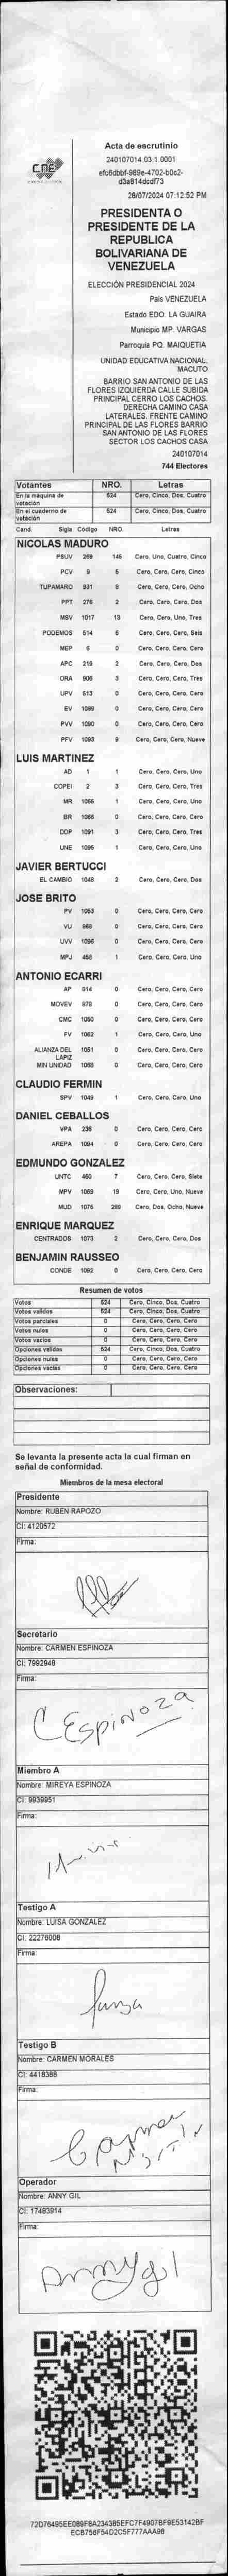 CNE
Acta de escrutinio
240107014.03.1.0001
28/07/2024 07:12:52 PM
PRESIDENTA O
PRESIDENTE DE LA
REPUBLICA
BOLIVARIANA DE
VENEZUELA
ELECCIÓN PRESIDENCIAL 2024
País VENEZUELA
Estado EDO. LA GUAIRA
Municipio MP. VARGAS
Parroquia PQ. MAIQUETIA
UNIDAD EDUCATIVA NACIONAL.
MACUTO
BARRIO SAN ANTONIO DE LAS
FLORES IZQUIERDA CALLE SUBIDA
PRINCIPAL CERRO LOS CACHOS.
DERECHA CAMINO CASA
LATERALES. FRENTE CAMINO
PRINCIPAL DE LAS FLORES BARRIO
SAN ANTONIO DE LAS FLORES
SECTOR LOS CACHOS CASA
240107014
744 Electores
Votantes NRO. Letras
En la máquina de votación 524 Cero, Cinco, Dos, Cuatro
En el cuaderno de votación 524 Cero, Cinco, Dos, Cuatro
Cand. Sigla Código NRO. Letras
NICOLAS MADURO
PSUV 269 145 Cero, Uno, Cuatro, Cinco
PCV 9 5 Cero, Cero, Cero, Cinco
TUPAMARO 931 8 Cero, Cero, Cero, Ocho
PPT 276 2 Cero, Cero, Cero, Dos
MSV 1017 13 Cero, Cero, Uno, Tres
PODEMOS 514 6 Cero, Cero, Cero, Seis
MEP 6 0 Cero, Cero, Cero, Cero
APC 219 2 Cero, Cero, Cero, Dos
ORA 906 3 Cero, Cero, Cero, Tres
UPV 613 0 Cero, Cero, Cero, Cero
EV 1089 0 Cero, Cero, Cero, Cero
PVV 1090 0 Cero, Cero, Cero, Cero
PFV 1093 9 Cero, Cero, Cero, Nueve
LUIS MARTINEZ
AD 1 1 Cero, Cero, Cero, Uno
COPEI 2 3 Cero, Cero, Cero, Tres
MR 1066 1 Cero, Cero, Cero, Uno
BR 0 Cero, Cero, Cero, Cero
DDP 1091 3 Cero, Cero, Cero, Tres
UNE 1 Cero, Cero, Cero, Uno
JAVIER BERTUCCI
EL CAMBIO 1048 2 Cero, Cero, Cero, Dos
JOSE BRITO
PV 1053 0 Cero, Cero, Cero, Cero
VU 0 Cero, Cero, Cero, Cero
UVV 1096 0 Cero, Cero, Cero, Cero
MPJ 1 Cero, Cero, Cero, Uno
ANTONIO ECARRI
AP 914 0 Cero, Cero, Cero, Cero
MOVEV 978 0 Cero, Cero, Cero, Cero
CMC 1050 0 Cero, Cero, Cero, Cero
FV 1062 1 Cero, Cero, Cero, Uno
ALIANZA DEL LAPIZ 1051 0 Cero, Cero, Cero, Cero
MIN UNIDAD 0 Cero, Cero, Cero, Cero
CLAUDIO FERMIN
SPV 1049 1 Cero, Cero, Cero, Uno
DANIEL CEBALLOS
VPA 236 0 Cero, Cero, Cero, Cero
AREPA 1094 0 Cero, Cero, Cero, Cero
EDMUNDO GONZALEZ
UNTC 7 Cero, Cero, Cero, Siete
MPV 1069 19 Cero, Cero, Uno, Nueve
MUD 1075 289 Cero, Dos, Ocho, Nueve
ENRIQUE MARQUEZ
CENTRADOS 1073 2 Cero, Cero, Cero, Dos
BENJAMIN RAUSSEO
CONDE 1092 0 Cero, Cero, Cero, Cero
Resumen de votos
Votos 524 Cero, Cinco, Dos, Cuatro
Votos validos 524 Cero, Cinco, Dos, Cuatro
Votos parciales 0 Cero, Cero, Cero, Cero
Votos nulos 0 Cero, Cero, Cero, Cero
Votos vacios 0 Cero, Cero, Cero, Cero
Opciones validas 524 Cero, Cinco, Dos, Cuatro
Opciones nulas 0 Cero, Cero, Cero, Cero
Opciones vacias 0 Cero, Cero, Cero, Cero
Observaciones:
Se levanta la presente acta la cual firman en
señal de conformidad.
Miembros de la mesa electoral
Presidente
Nombre: RUBEN RAPOZO
CI: 4120572
Firma:
Secretario
Nombre: CARMEN ESPINOZA
CI: 7992948
Firma:
C Espinoza
Miembro A
Nombre: MIREYA ESPINOZA
CI: 9939951
Firma:
Testigo A
Nombre: LUISA GONZALEZ
CI: 22276008
Firma:
Luisa
Testigo B
Nombre: CARMEN MORALES
CI: 4418388
Firma:
Carmen
Operador
Nombre: ANNY GIL
CI: 17483914
Firma:
Anny gil